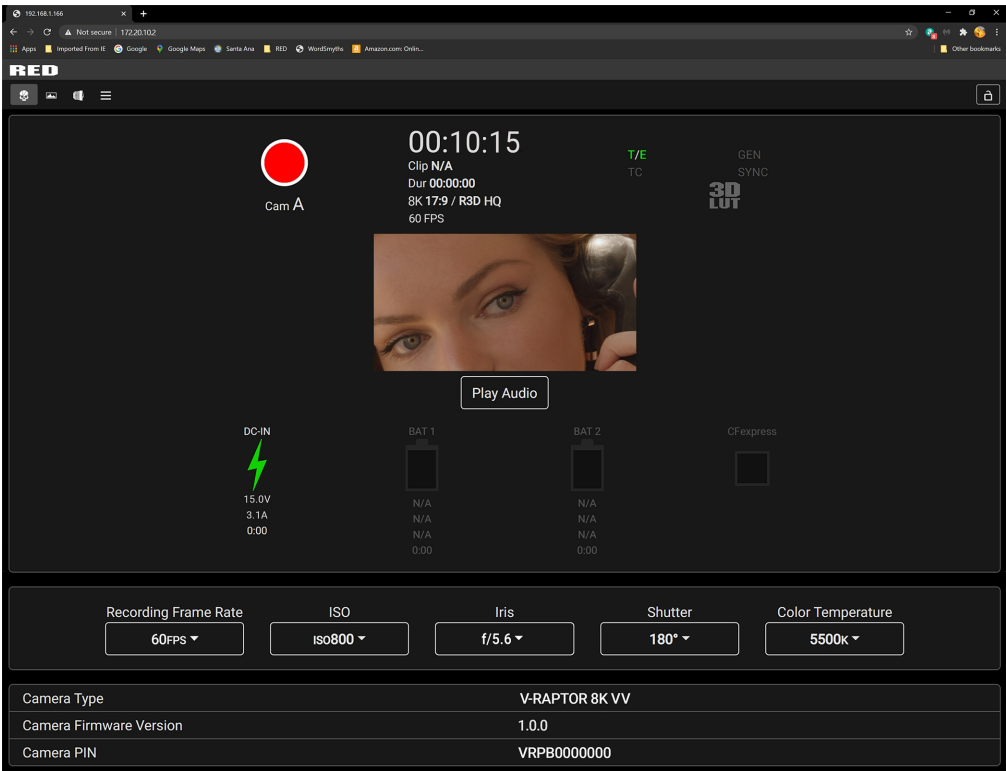 192.168.1.166
Not secure | 172.20.10.2
Apps Imported From IE Google Google Maps Santa Ana RED WordSmyths Amazon.com: Onlin... Other bookmarks
RED
00:10:15
Clip N/A
Dur 00:00:00
8K 17:9 / R3D HQ
60 FPS
Cam A
T/E GEN
TC SYNC
3D
LUT
Play Audio
DC-IN BAT 1 BAT 2 CFexpress
15.0V N/A N/A
3.1A N/A N/A
0:00 N/A N/A
0:00 0:00
Recording Frame Rate ISO Iris Shutter Color Temperature
60FPS ISO800 f/5.6 180° 5500K
Camera Type V-RAPTOR 8K VV
Camera Firmware Version 1.0.0
Camera PIN VRPB0000000